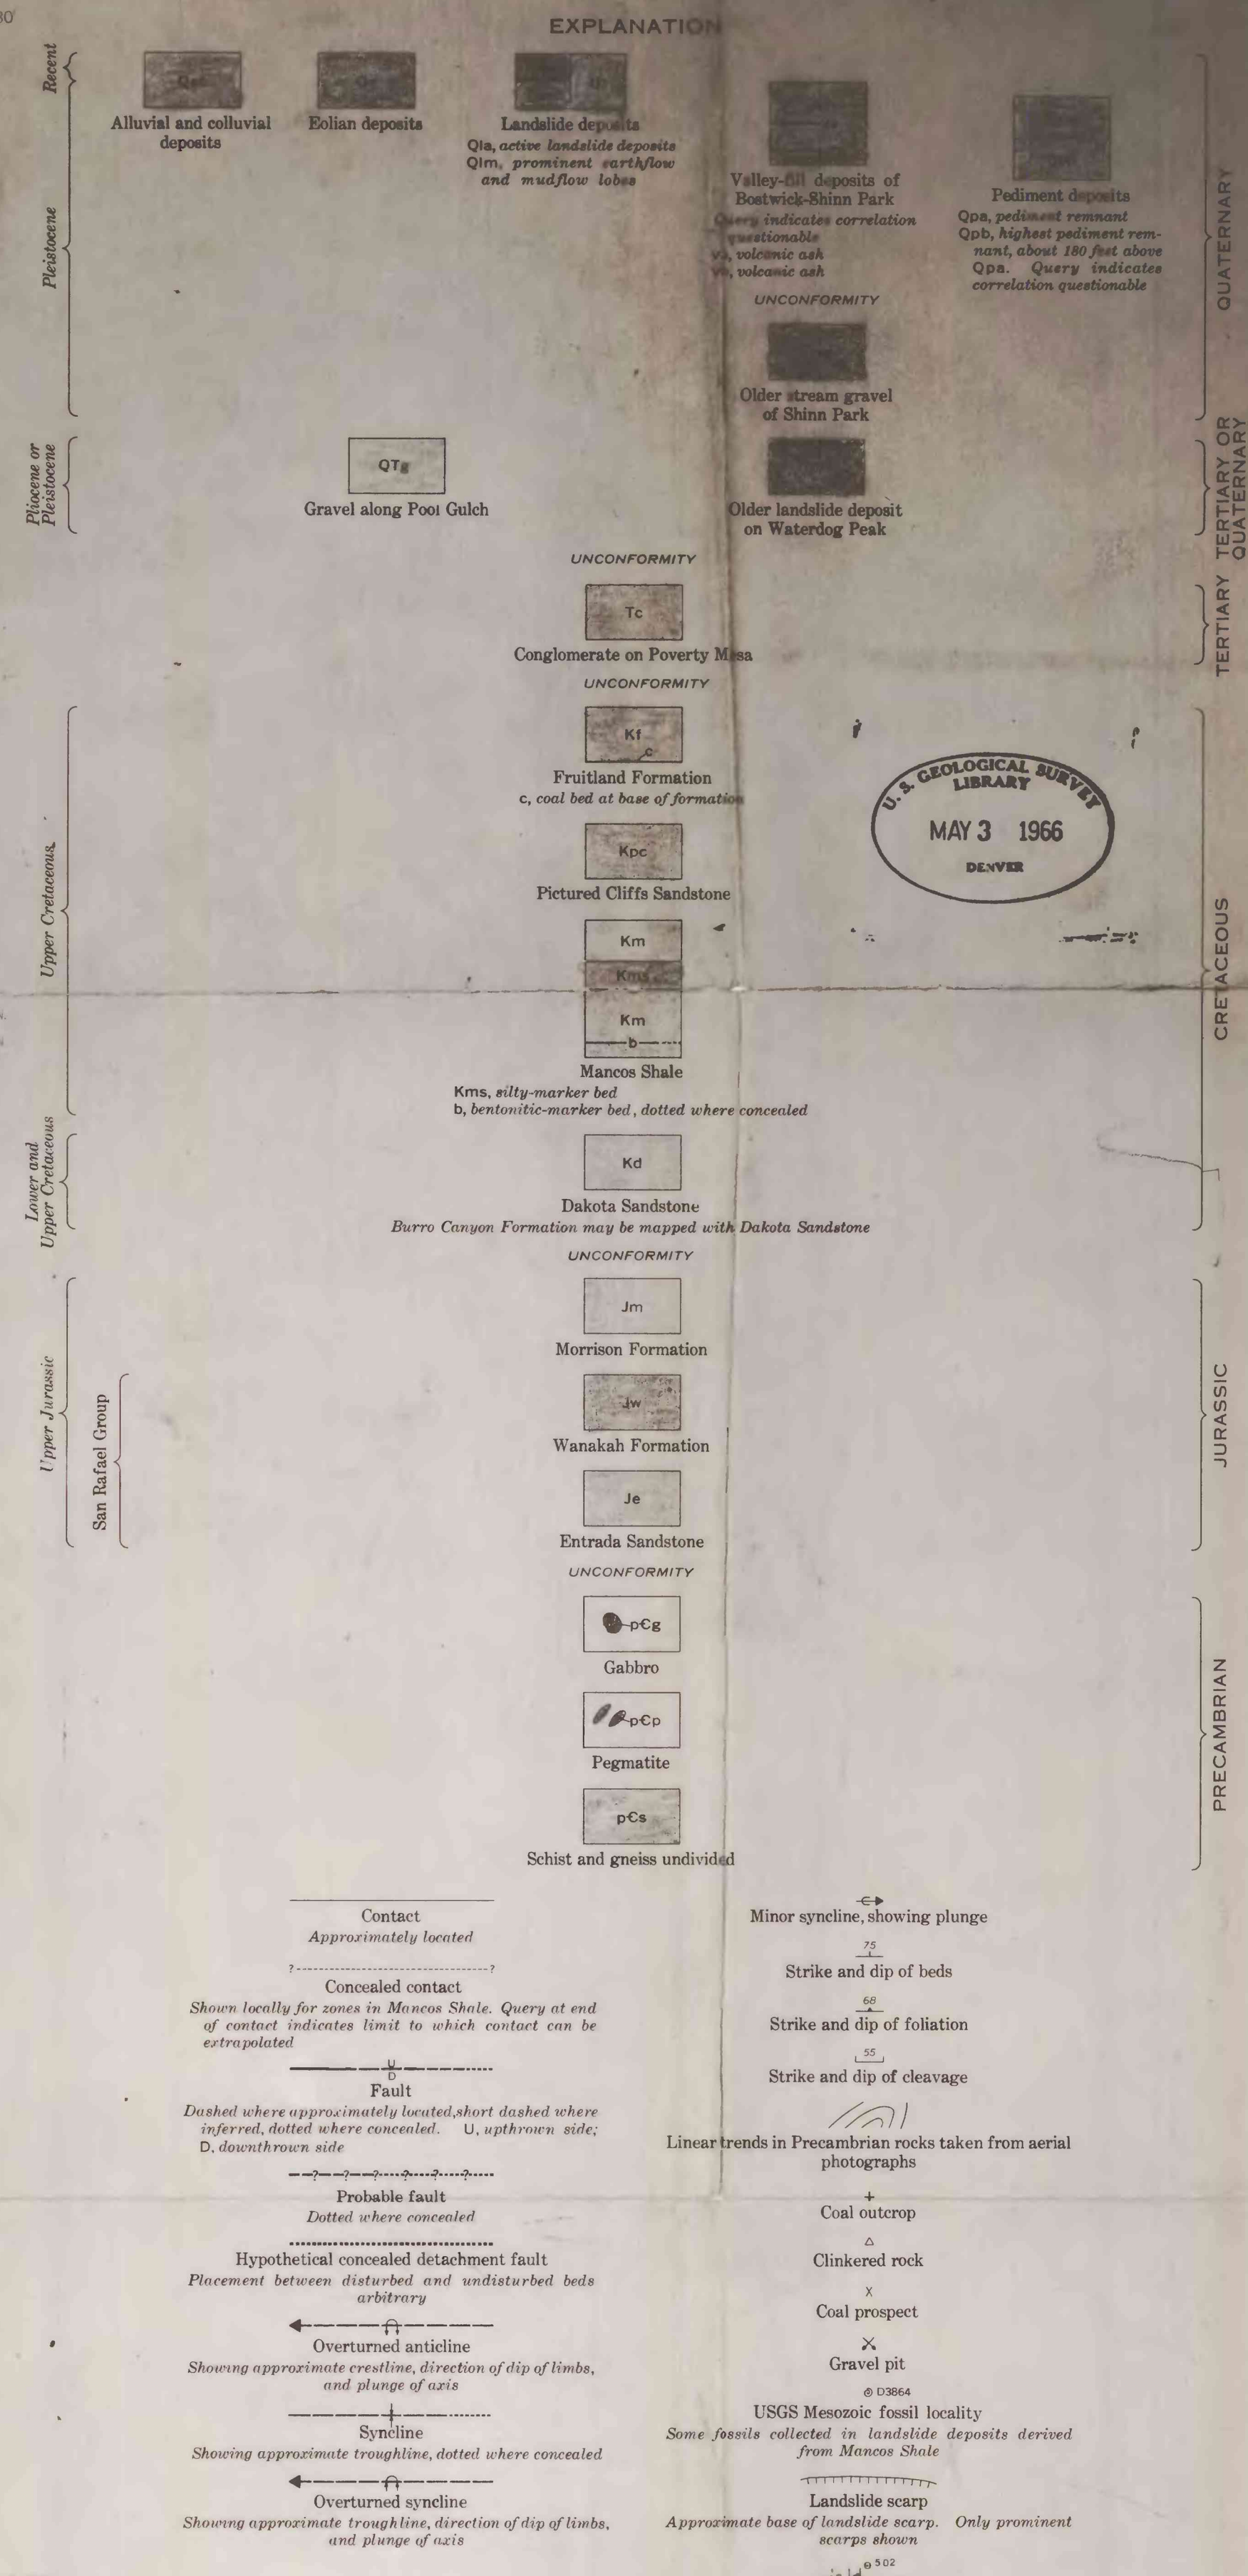 30'
EXPLANATION
Recent
Pleistocene
QUATERNARY
Alluvial and colluvial
deposits
Eolian deposits
Landslide deposits
Qla, active landslide deposits
Qlm, prominent earthflow
and mudflow lobes
Valley-fill deposits of
Bostwick-Shinn Park
Query indicates correlation
questionable
volcanic ash
volcanic ash
Pediment deposits
Qpa, pediment remnant
Qpb, highest pediment rem-
nant, about 180 feet above
Qpa. Query indicates
correlation questionable
UNCONFORMITY
Older stream gravel
of Shinn Park
Pliocene or
Pleistocene
TERTIARY OR
QUATERNARY
QTg
Gravel along Pool Gulch
Older landslide deposit
on Waterdog Peak
UNCONFORMITY
TERTIARY
Tc
Conglomerate on Poverty Mesa
UNCONFORMITY
Upper Cretaceous
CRETACEOUS
Kf
c
Fruitland Formation
c, coal bed at base of formation
U. S. GEOLOGICAL SURVEY
LIBRARY
MAY 3 1966
DENVER
Kpc
Pictured Cliffs Sandstone
Km
Kms
Km
b
Mancos Shale
Kms, silty-marker bed
b, bentonitic-marker bed, dotted where concealed
Lower and
Upper Cretaceous
Kd
Dakota Sandstone
Burro Canyon Formation may be mapped with Dakota Sandstone
UNCONFORMITY
Upper Jurassic
San Rafael Group
JURASSIC
Jm
Morrison Formation
Jw
Wanakah Formation
Je
Entrada Sandstone
UNCONFORMITY
PRECAMBRIAN
p€g
Gabbro
p€p
Pegmatite
p€s
Schist and gneiss undivided
Contact
Approximately located
? ?
Concealed contact
Shown locally for zones in Mancos Shale. Query at end
of contact indicates limit to which contact can be
extrapolated
U
D
Fault
Dashed where approximately located, short dashed where
inferred, dotted where concealed. U, upthrown side;
D, downthrown side
? ? ? ? ? ?
Probable fault
Dotted where concealed
Hypothetical concealed detachment fault
Placement between disturbed and undisturbed beds
arbitrary
Overturned anticline
Showing approximate crestline, direction of dip of limbs,
and plunge of axis
Syncline
Showing approximate troughline, dotted where concealed
Overturned syncline
Showing approximate troughline, direction of dip of limbs,
and plunge of axis
Minor syncline, showing plunge
75
Strike and dip of beds
68
Strike and dip of foliation
55
Strike and dip of cleavage
Linear trends in Precambrian rocks taken from aerial
photographs
Coal outcrop
Clinkered rock
Coal prospect
Gravel pit
D3864
USGS Mesozoic fossil locality
Some fossils collected in landslide deposits derived
from Mancos Shale
Landslide scarp
Approximate base of landslide scarp. Only prominent
scarps shown
502